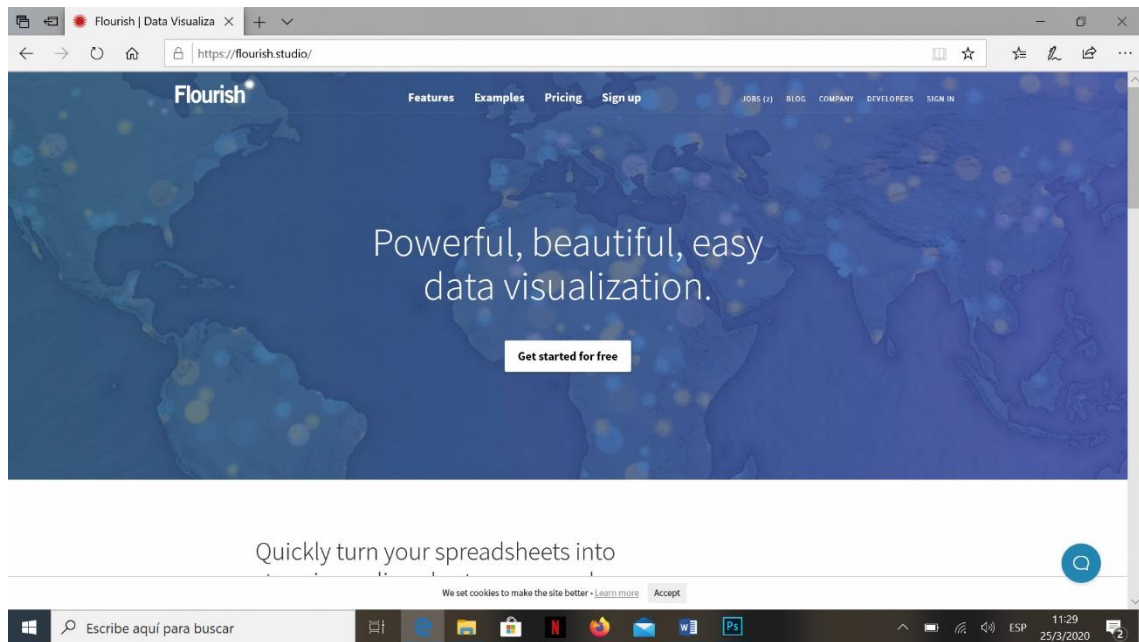 Flourish | Data Visualiza
https://flourish.studio/
Flourish
Features Examples Pricing Sign up
JOBS (2) BLOG COMPANY DEVELOPERS SIGN IN
Powerful, beautiful, easy
data visualization.
Get started for free
Quickly turn your spreadsheets into
We set cookies to make the site better • Learn more Accept
Escribe aquí para buscar
N
W
Ps
ESP
11:29
25/3/2020
2